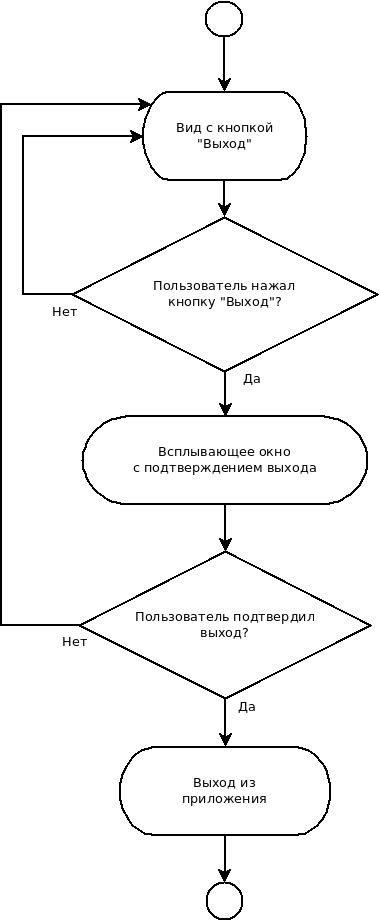 Вид с кнопкой
"Выход"
Пользователь нажал
кнопку "Выход"?
Нет
Да
Всплывающее окно
с подтверждением выхода
Пользователь подтвердил
выход?
Нет
Да
Выход из
приложения